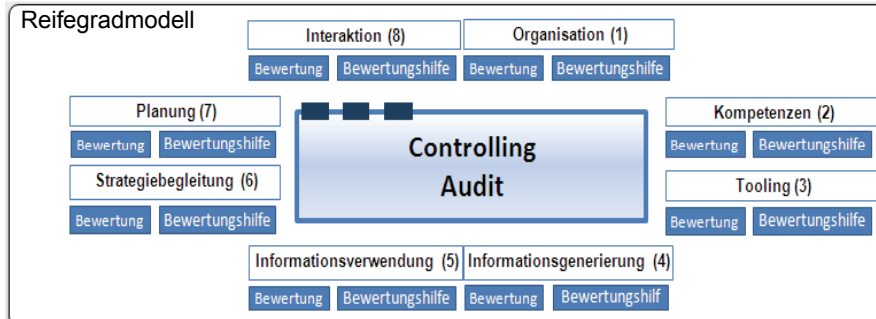 Reifegradmodell
Interaktion (8) Organisation (1)
Bewertung Bewertungshilfe Bewertung Bewertungshilfe
Planung (7) Kompetenzen (2)
Bewertung Bewertungshilfe Bewertung Bewertungshilfe
Controlling
Audit
Strategiebegleitung (6) Tooling (3)
Bewertung Bewertungshilfe Bewertung Bewertungshilfe
Informationsverwendung (5) Informationsgenerierung (4)
Bewertung Bewertungshilfe Bewertung Bewertungshilf